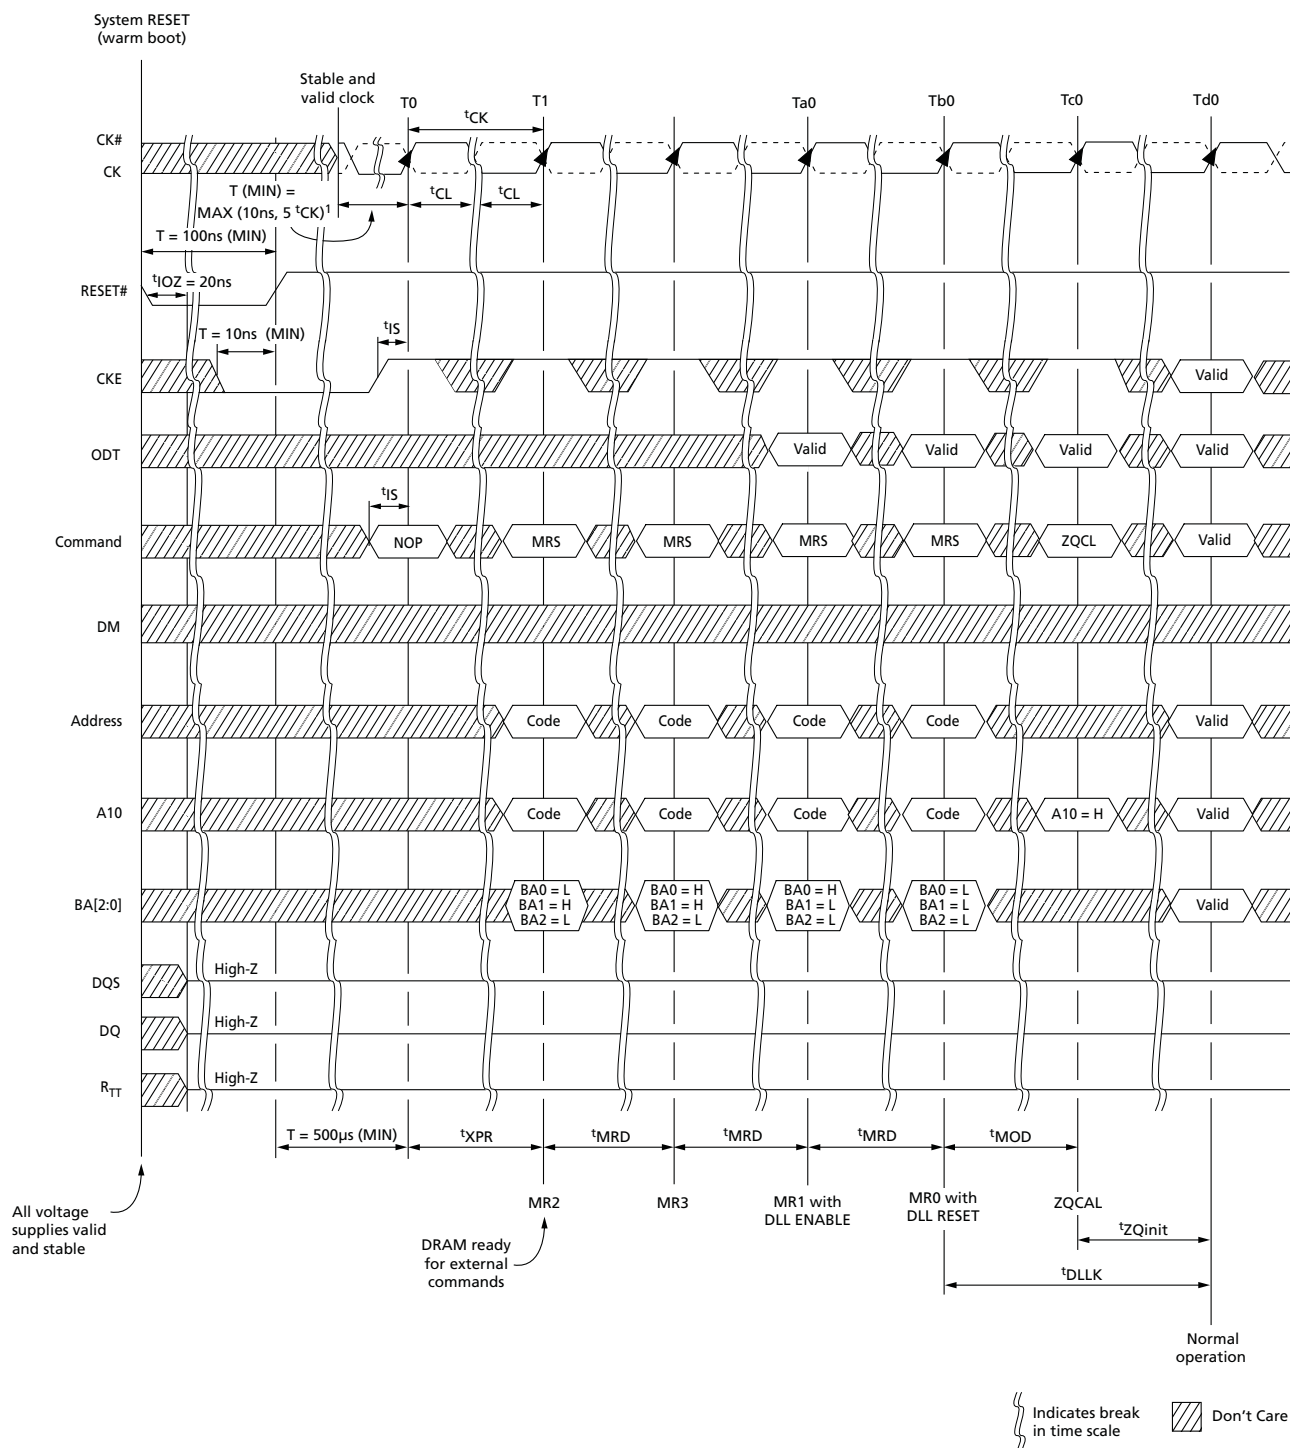 System RESET
(warm boot)
Stable and
valid clock
T0
T1
Ta0
Tb0
Tc0
Td0
tCK
CK#
CK
T (MIN) =
MAX (10ns, 5 tCK)1
tCL
tCL
T = 100ns (MIN)
tIOZ = 20ns
RESET#
T = 10ns (MIN)
tIS
CKE
Valid
ODT
Valid
Valid
Valid
Valid
tIS
Command
NOP
MRS
MRS
MRS
MRS
ZQCL
Valid
DM
Address
Code
Code
Code
Code
Valid
A10
Code
Code
Code
Code
A10 = H
Valid
BA[2:0]
BA0 = L
BA1 = H
BA2 = L
BA0 = H
BA1 = H
BA2 = L
BA0 = H
BA1 = L
BA2 = L
BA0 = L
BA1 = L
BA2 = L
Valid
DQS
High-Z
DQ
High-Z
RTT
High-Z
T = 500µs (MIN)
tXPR
tMRD
tMRD
tMRD
tMOD
All voltage
supplies valid
and stable
MR2
MR3
MR1 with
DLL ENABLE
MR0 with
DLL RESET
ZQCAL
DRAM ready
for external
commands
tZQinit
tDLLK
Normal
operation
Indicates break
in time scale
Don't Care